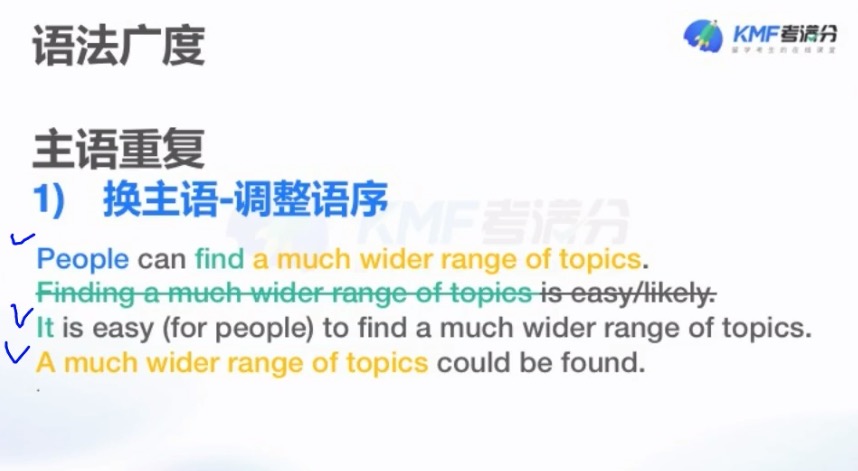 语法广度
KMF考满分
留学考生的在线课堂
主语重复
1) 换主语-调整语序
KMF考满分
People can find a much wider range of topics.
Finding a much wider range of topics is easy/likely.
It is easy (for people) to find a much wider range of topics.
A much wider range of topics could be found.